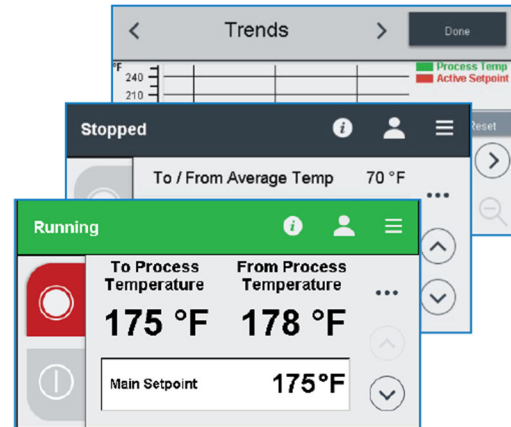 Trends
Done
°F
240
210
Process Temp
Active Setpoint
Reset
Stopped
To / From Average Temp 70 °F
Running
To Process From Process
Temperature Temperature
175 °F 178 °F
Main Setpoint 175°F